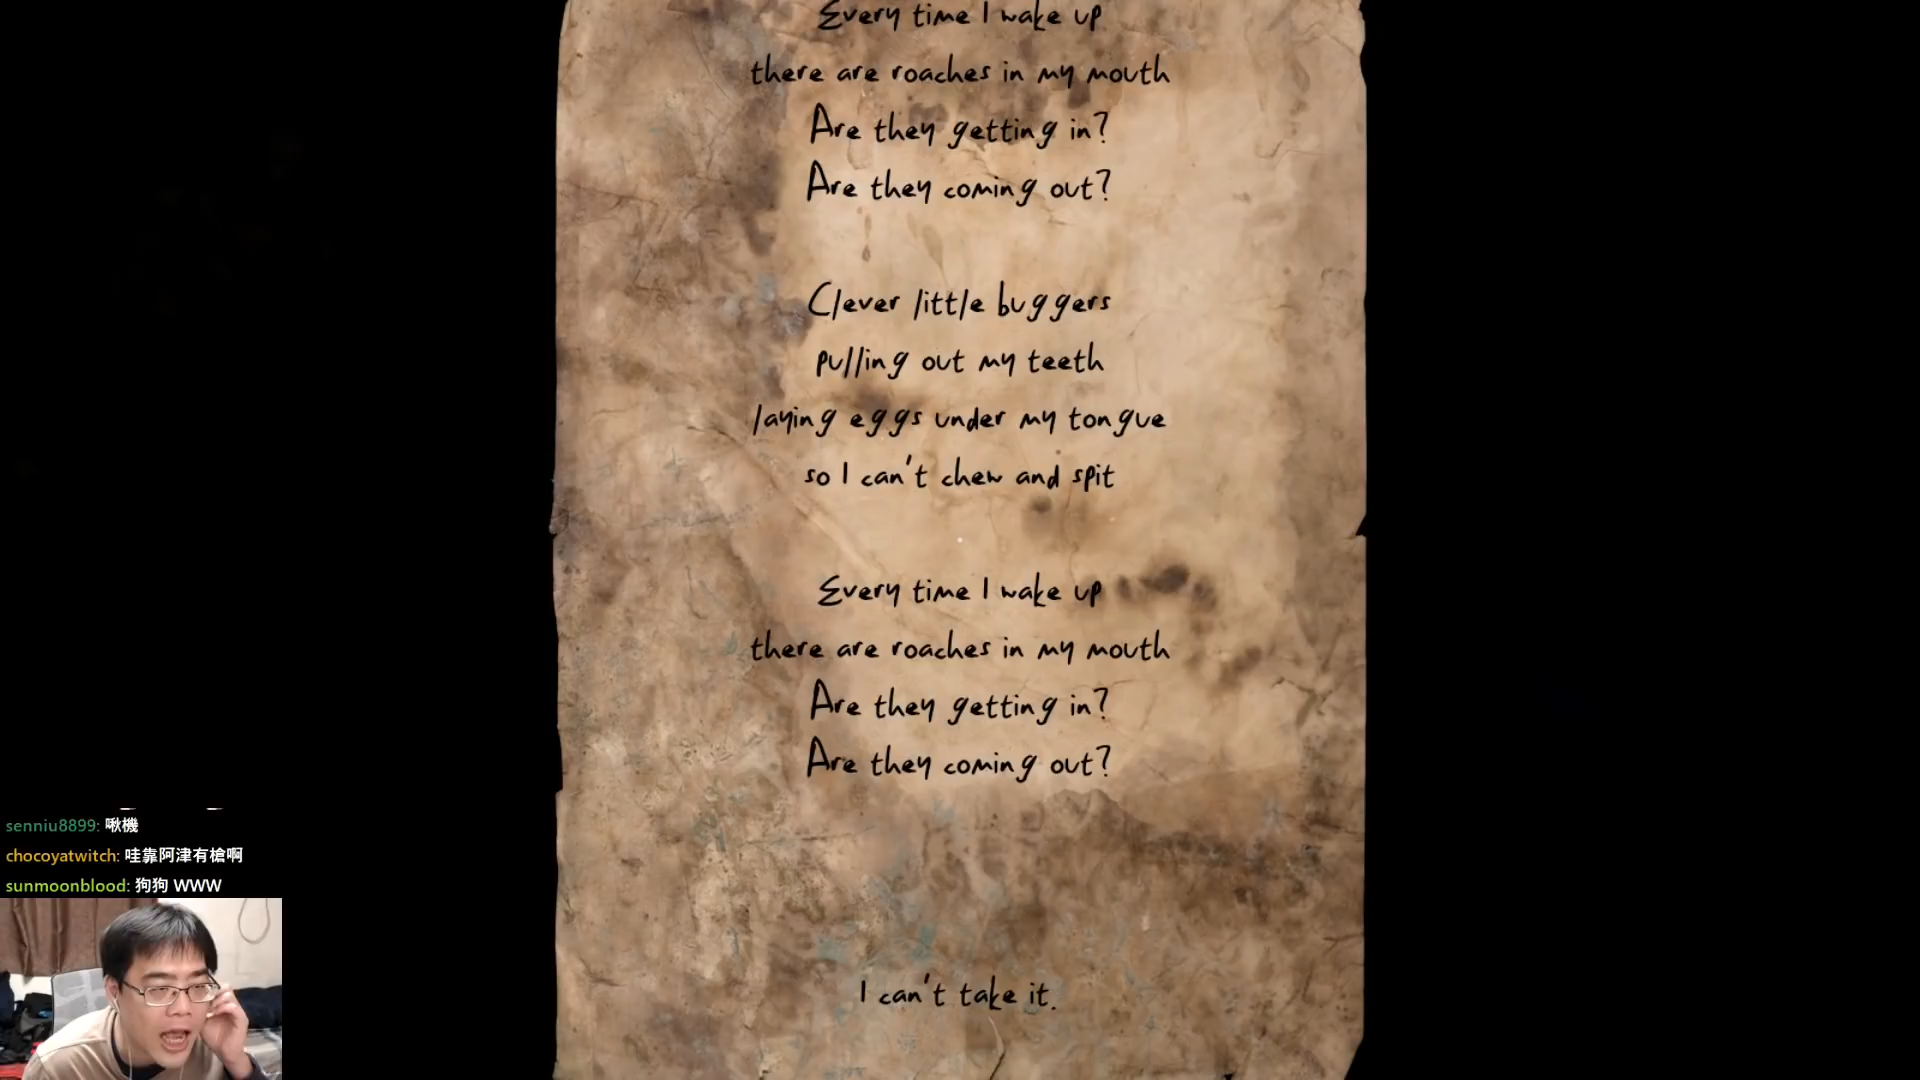 Every time I wake up
there are roaches in my mouth
Are they getting in?
Are they coming out?
Clever little buggers
pulling out my teeth
laying eggs under my tongue
so I can't chew and spit
Every time I wake up
there are roaches in my mouth
Are they getting in?
Are they coming out?
I can't take it.
senniu8899: 啾機
chocoyatwitch: 哇靠阿津有槍啊
sunmoonblood: 狗狗 WWW